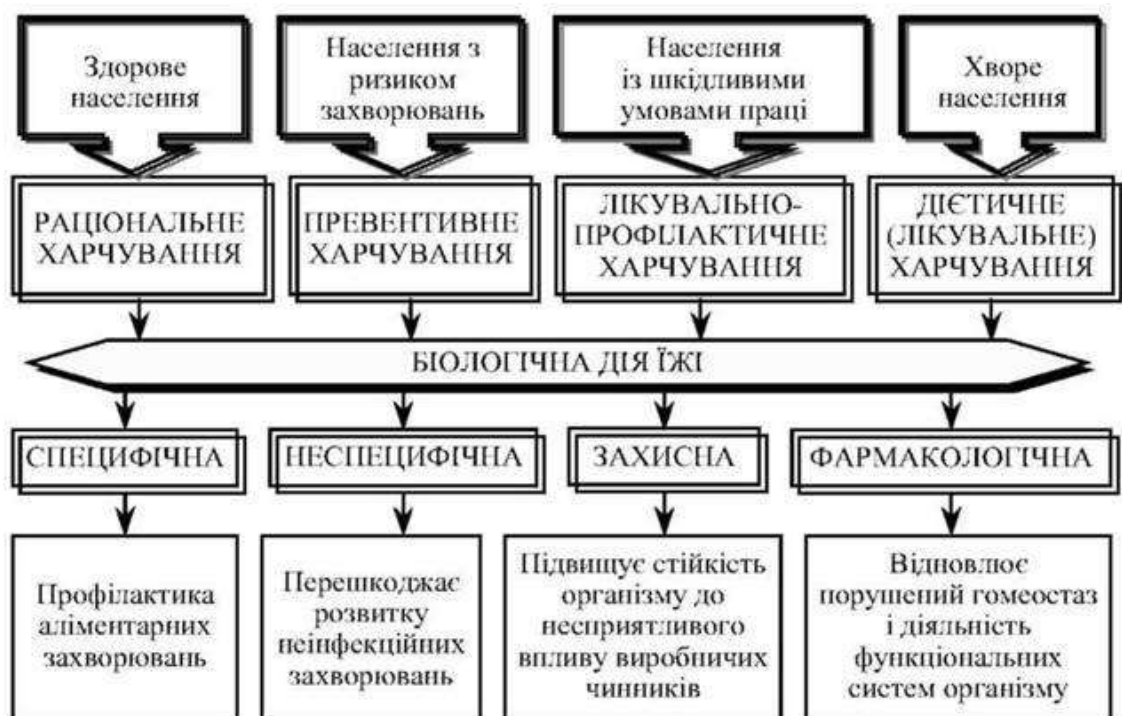 Здорове
населення
Населення з
ризиком
захворювань
Населення
із шкідливими
умовами праці
Хворе
населення
РАЦІОНАЛЬНЕ
ХАРЧУВАННЯ
ПРЕВЕНТИВНЕ
ХАРЧУВАННЯ
ЛІКУВАЛЬНО-
ПРОФІЛАКТИЧНЕ
ХАРЧУВАННЯ
ДІЄТИЧНЕ
(ЛІКУВАЛЬНЕ)
ХАРЧУВАННЯ
БІОЛОГІЧНА ДІЯ ЇЖІ
СПЕЦИФІЧНА
НЕСПЕЦИФІЧНА
ЗАХИСНА
ФАРМАКОЛОГІЧНА
Профілактика
аліментарних
захворювань
Перешкоджає
розвитку
неінфекційних
захворювань
Підвищує стійкість
організму до
несприятливого
впливу виробничих
чинників
Відновлює
порушений гомеостаз
і діяльність
функціональних
систем організму